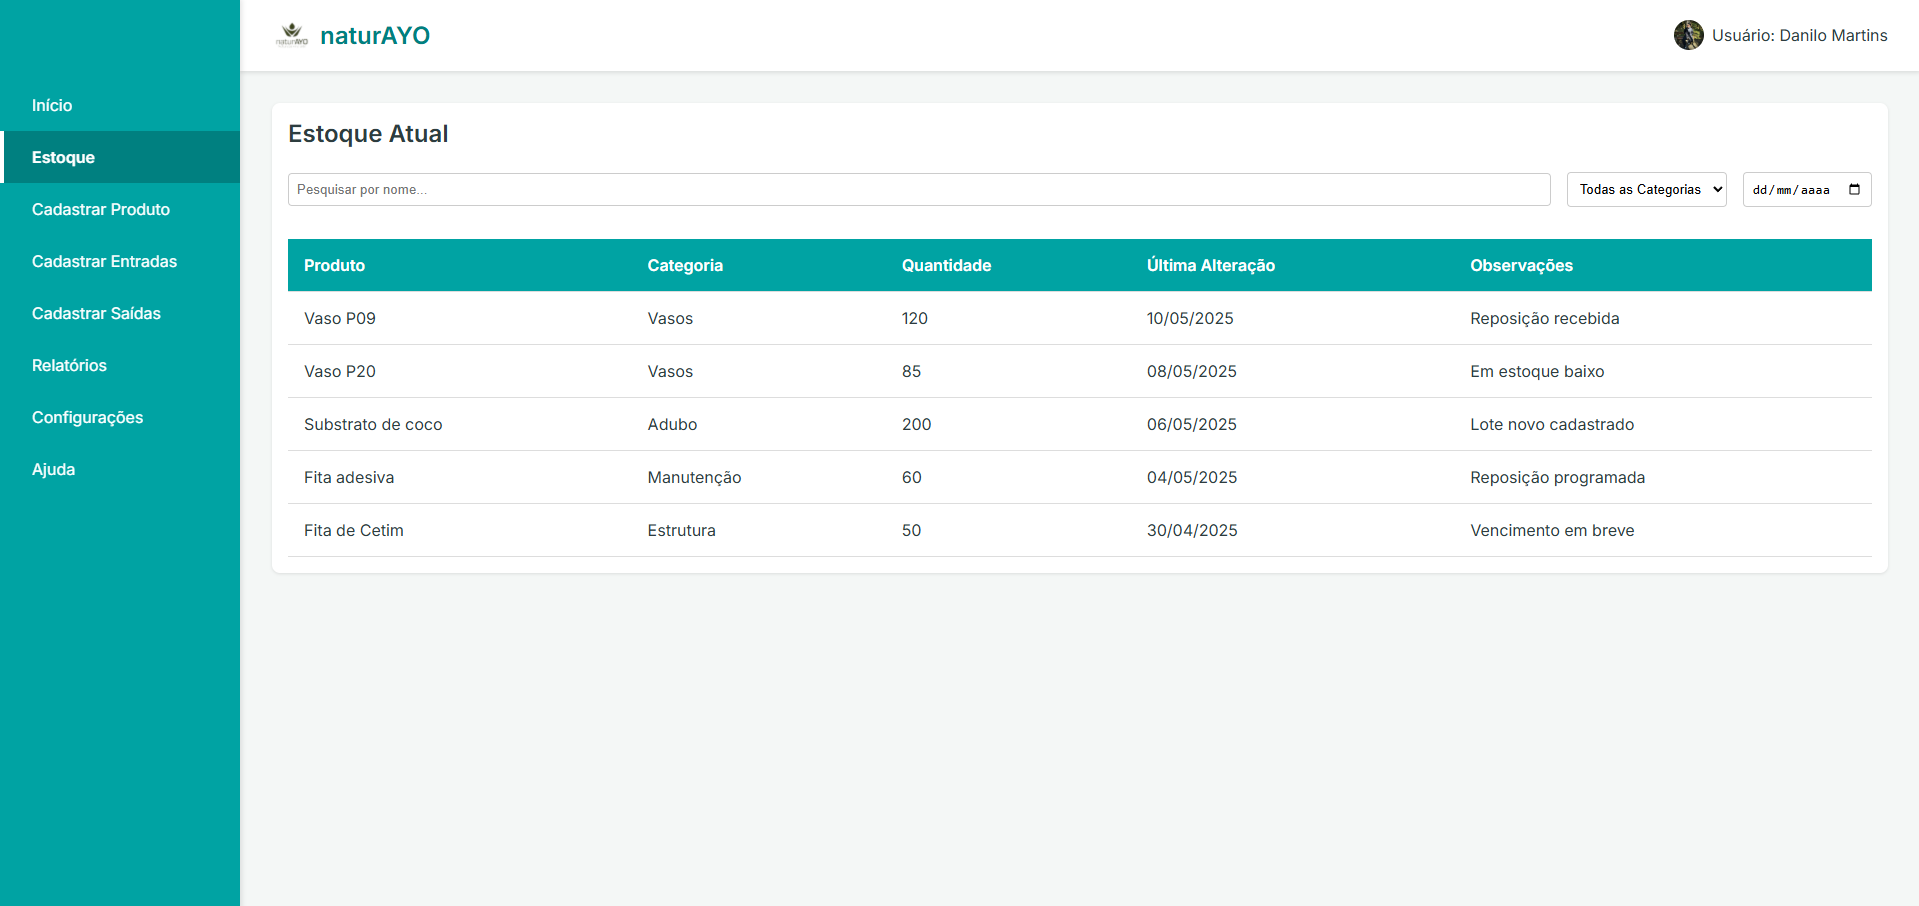 naturAYO
naturAYO
Usuário: Danilo Martins
Início
Estoque
Cadastrar Produto
Cadastrar Entradas
Cadastrar Saídas
Relatórios
Configurações
Ajuda
Estoque Atual
Pesquisar por nome...
Todas as Categorias
dd/mm/aaaa
Produto Categoria Quantidade Última Alteração Observações
Vaso P09 Vasos 120 10/05/2025 Reposição recebida
Vaso P20 Vasos 85 08/05/2025 Em estoque baixo
Substrato de coco Adubo 200 06/05/2025 Lote novo cadastrado
Fita adesiva Manutenção 60 04/05/2025 Reposição programada
Fita de Cetim Estrutura 50 30/04/2025 Vencimento em breve